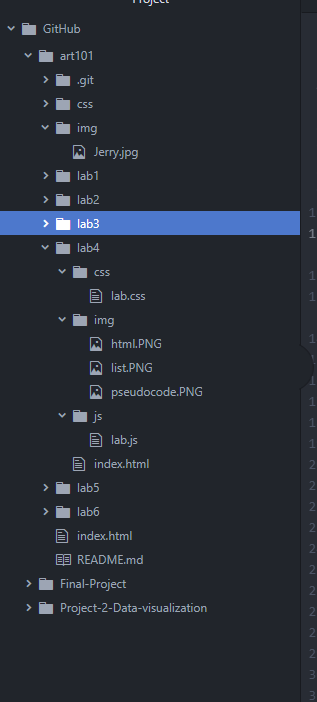 Project
GitHub
art101
.git
css
img
Jerry.jpg
lab1
lab2
lab3
lab4
css
lab.css
img
html.PNG
list.PNG
pseudocode.PNG
js
lab.js
index.html
lab5
lab6
index.html
README.md
Final-Project
Project-2-Data-visualization